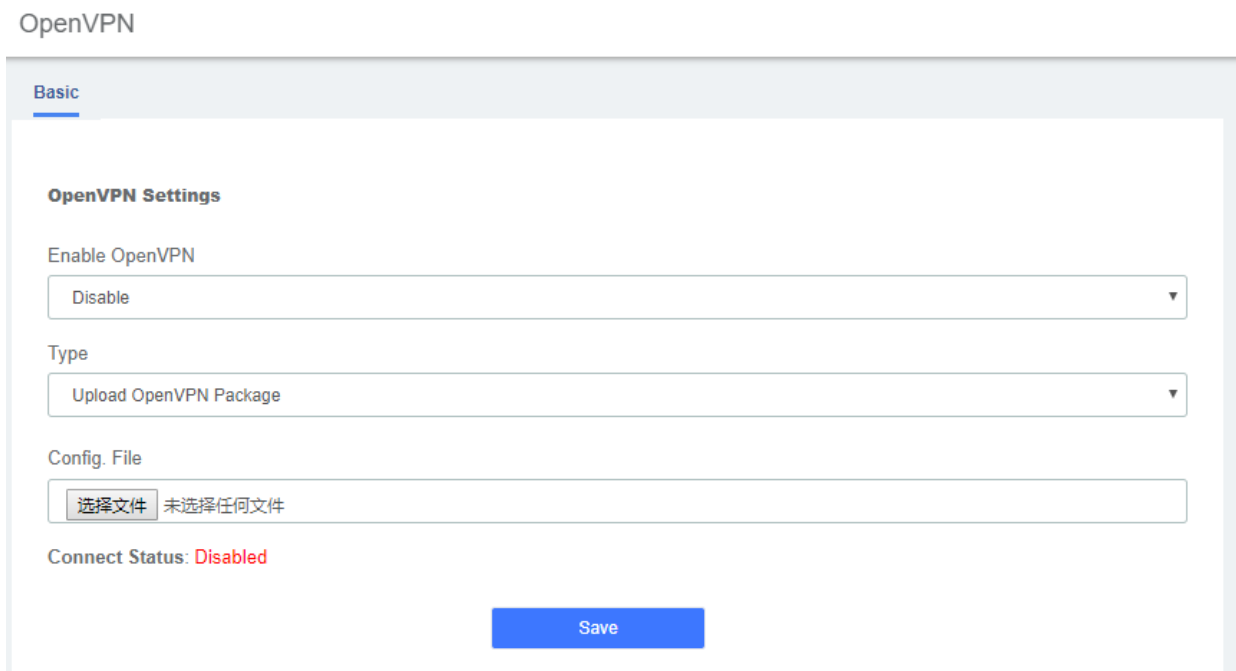 OpenVPN
Basic
OpenVPN Settings
Enable OpenVPN
Disable
Type
Upload OpenVPN Package
Config. File
选择文件 未选择任何文件
Connect Status: Disabled
Save